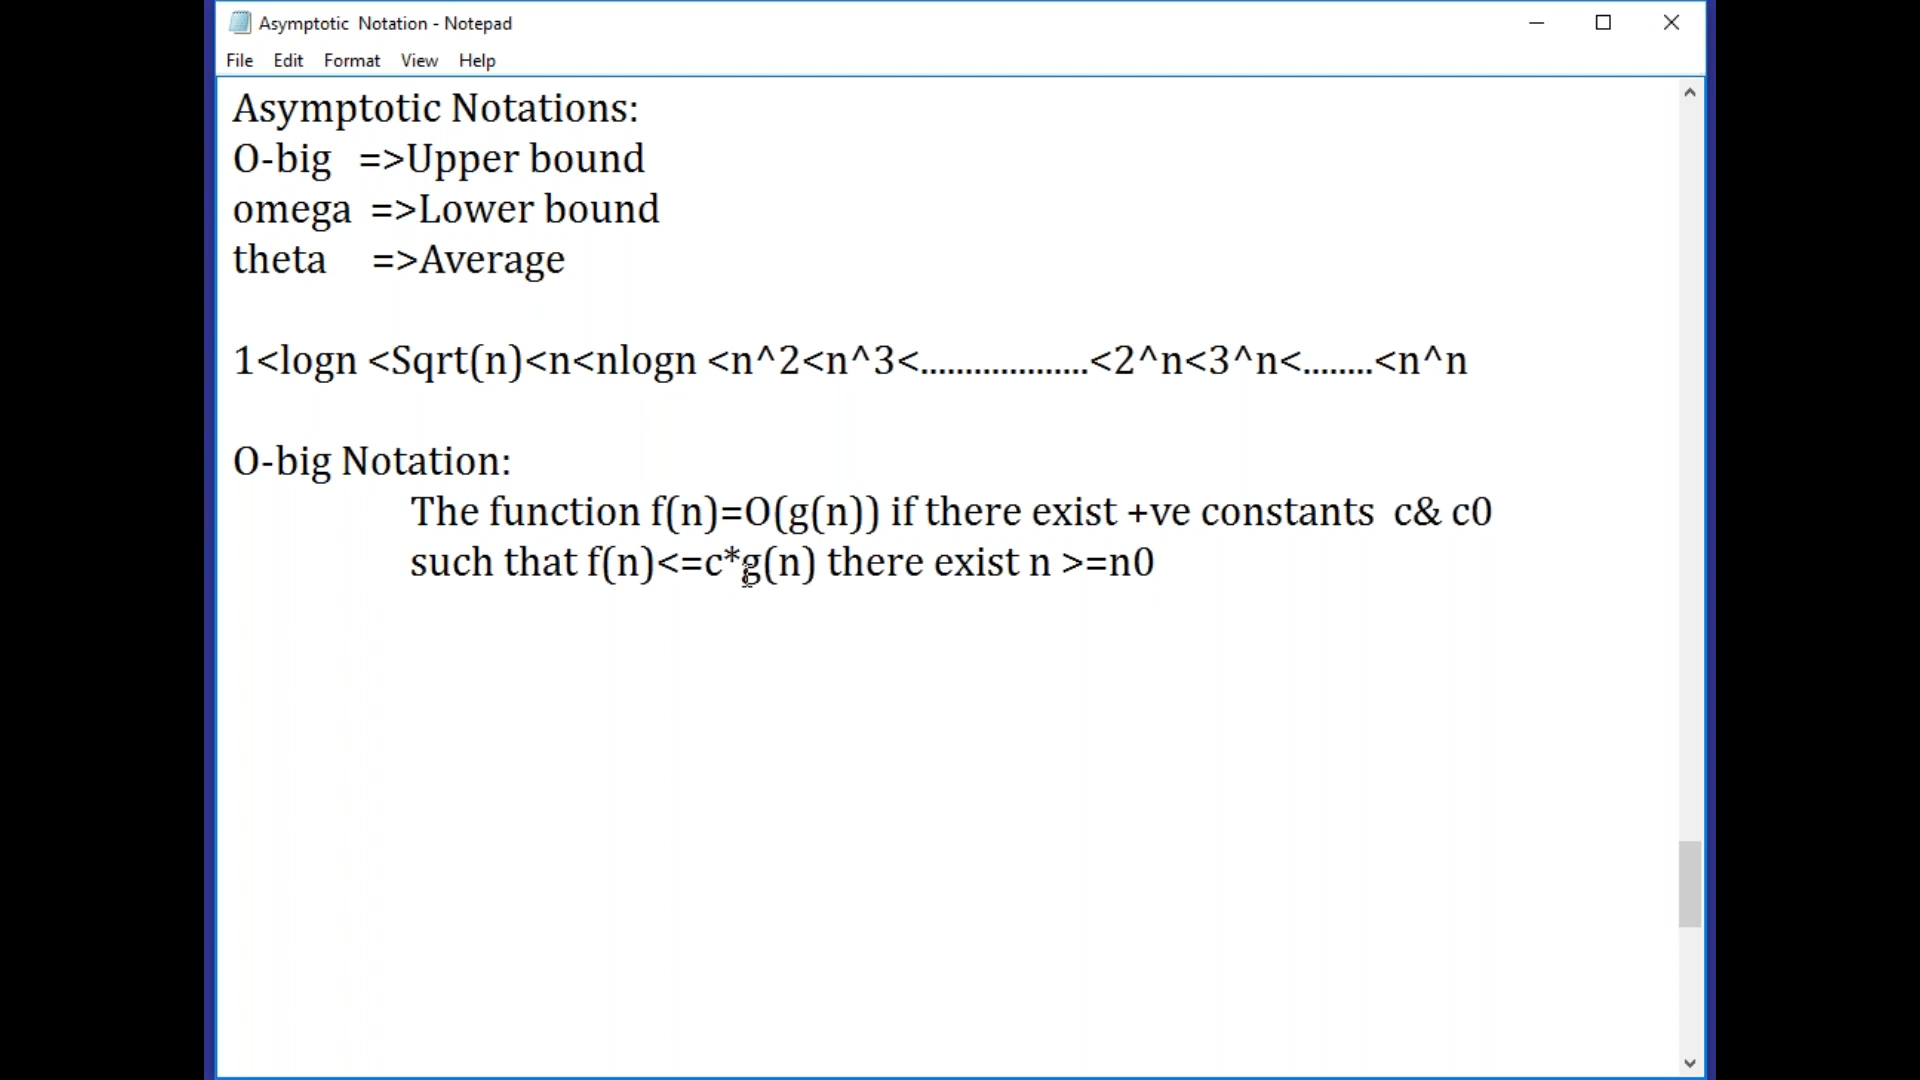 Asymptotic Notation - Notepad
File Edit Format View Help
Asymptotic Notations:
O-big =>Upper bound
omega =>Lower bound
theta =>Average
1<logn <Sqrt(n)<n<nlogn <n^2<n^3<...................<2^n<3^n<........<n^n
O-big Notation:
The function f(n)=O(g(n)) if there exist +ve constants c& c0
such that f(n)<=c*g(n) there exist n >=n0